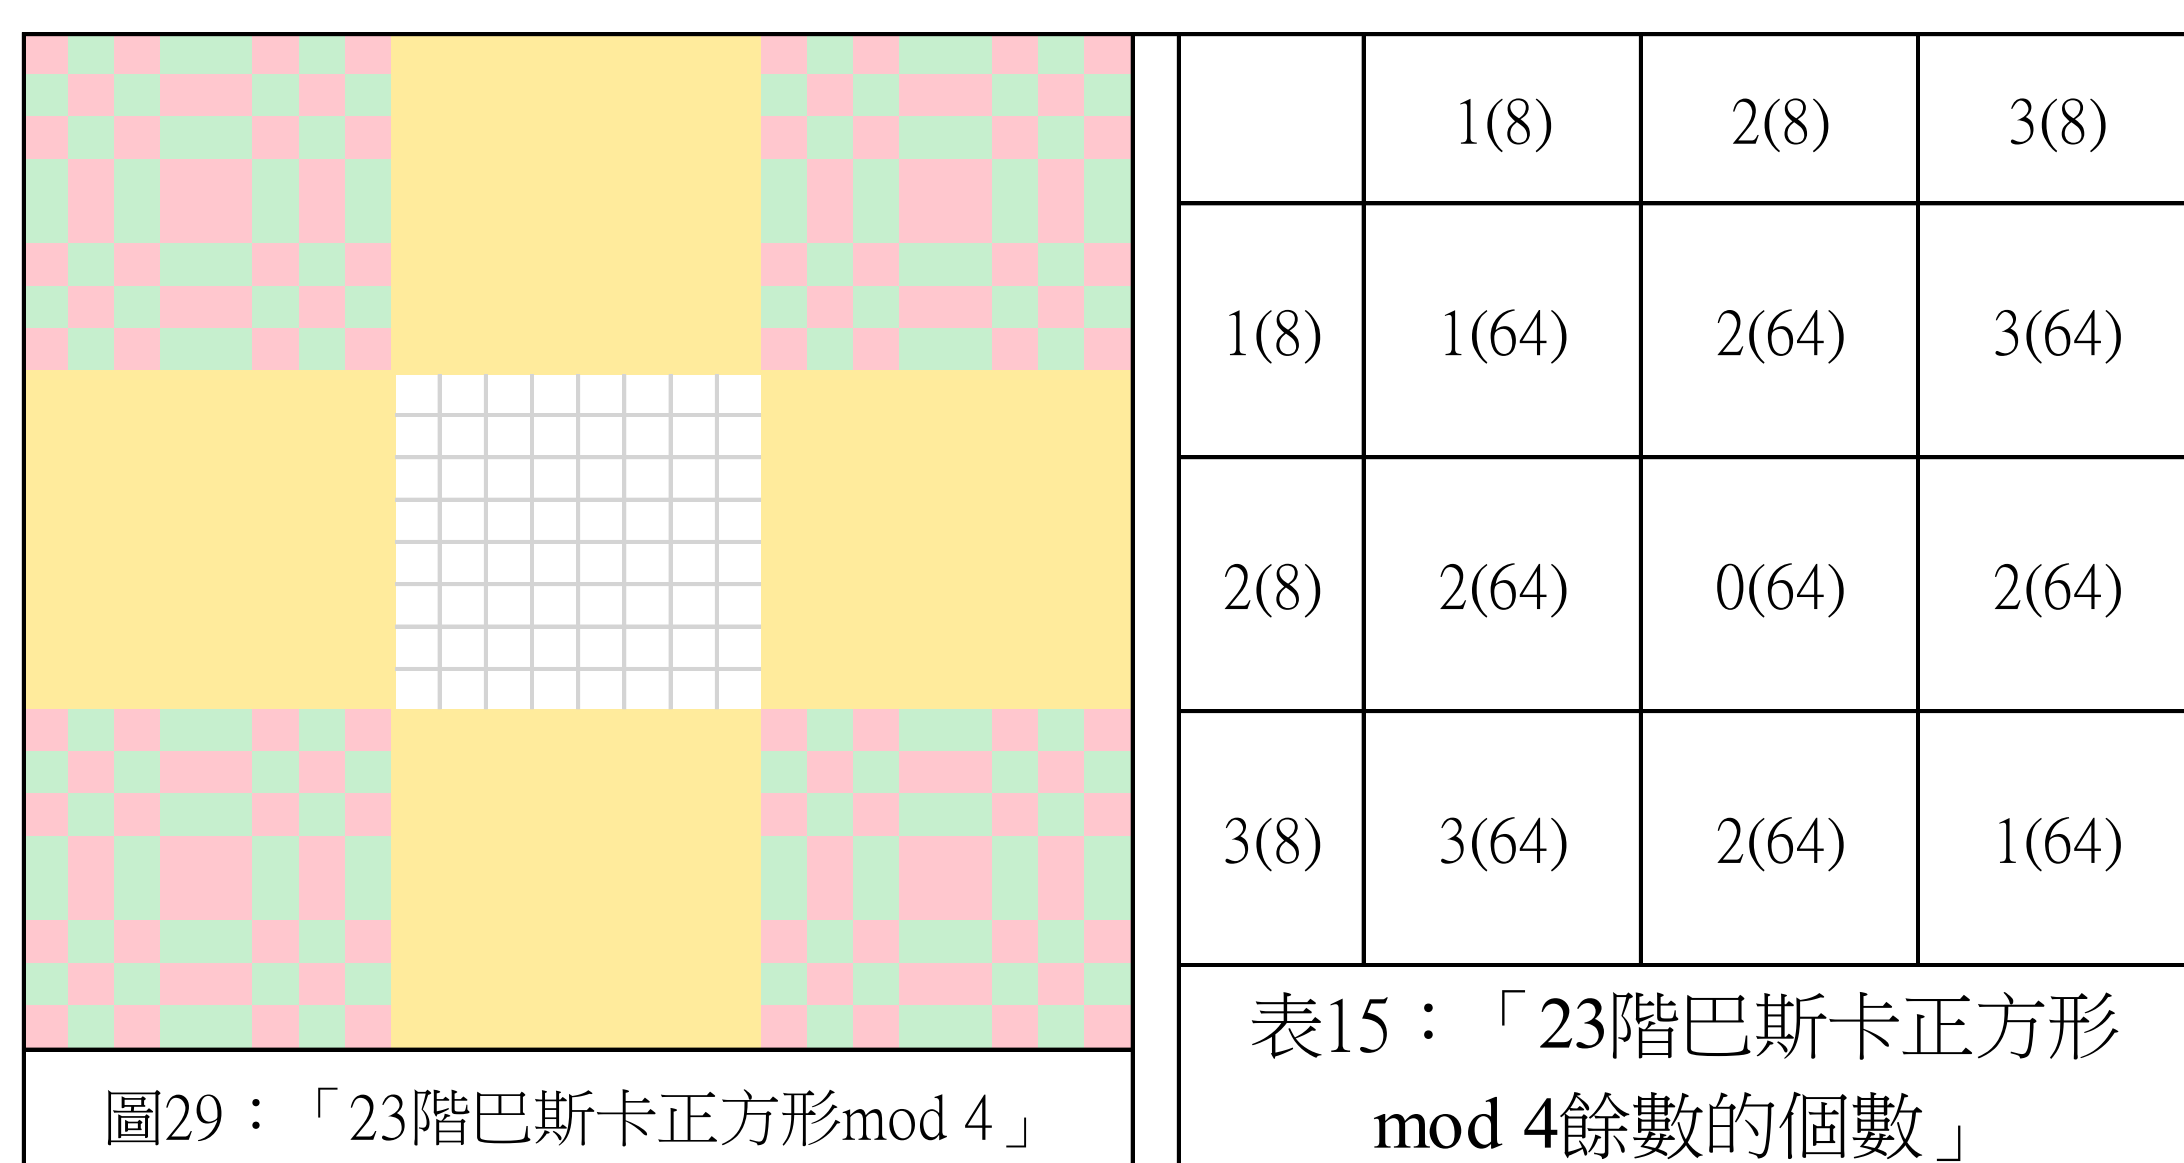 1(8) 2(8) 3(8)
1(8) 1(64) 2(64) 3(64)
2(8) 2(64) 0(64) 2(64)
3(8) 3(64) 2(64) 1(64)
圖29：「23階巴斯卡正方形mod 4」
表15：「23階巴斯卡正方形
mod 4餘數的個數」